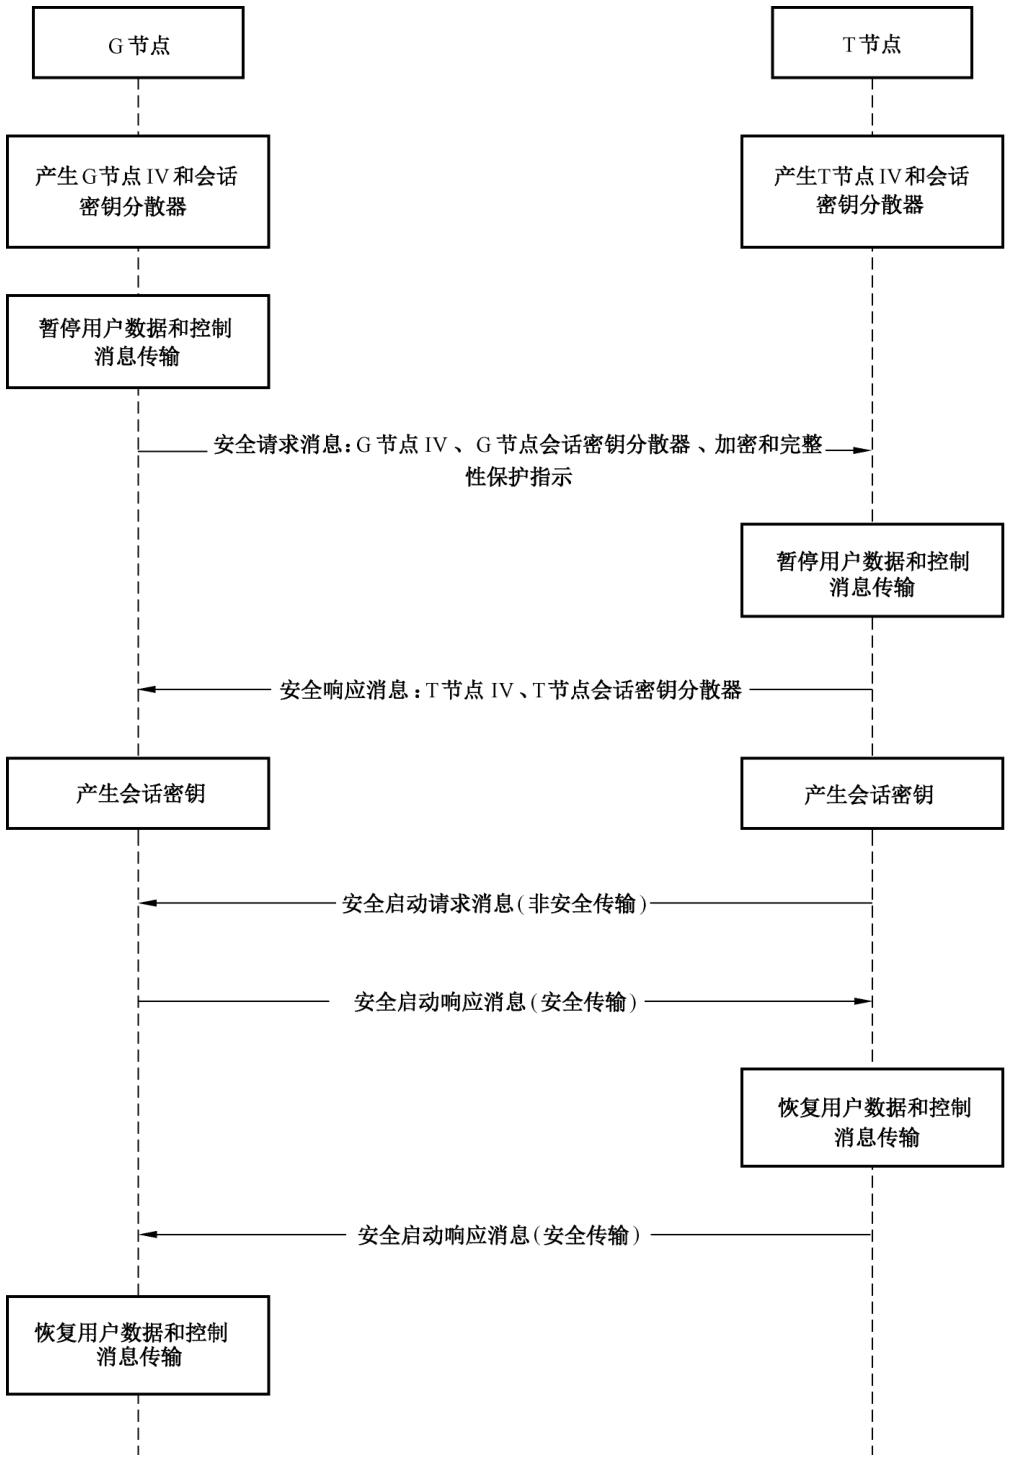 G 节点
T 节点
产生 G 节点 IV 和会话
密钥分散器
产生T节点 IV 和会话
密钥分散器
暂停用户数据和控制
消息传输
安全请求消息:G 节点 IV、G 节点会话密钥分散器、加密和完整
性保护指示
暂停用户数据和控制
消息传输
安全响应消息:T节点 IV、T节点会话密钥分散器
产生会话密钥
产生会话密钥
安全启动请求消息(非安全传输)
安全启动响应消息(安全传输)
恢复用户数据和控制
消息传输
安全启动响应消息(安全传输)
恢复用户数据和控制
消息传输